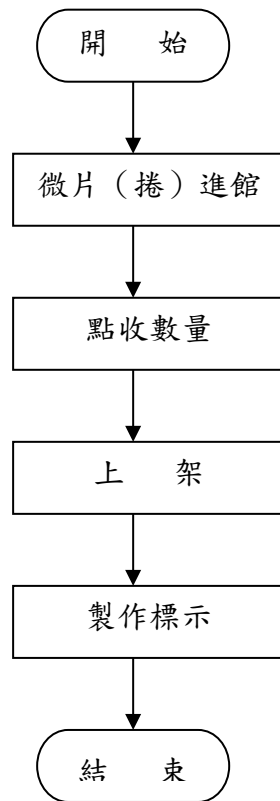 開 始
微片（捲）進館
點收數量
上 架
製作標示
結 束